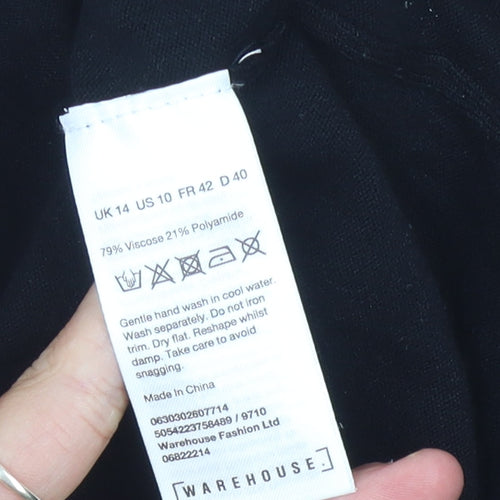 UK 14 US 10 FR 42 D 40
79% Viscose 21% Polyamide
Gentle hand wash in cool water.
Wash separately. Do not iron
trim. Dry flat. Reshape whilst
damp. Take care to avoid
snagging.
Made In China
0630302607714
5054223758489 / 9710
Warehouse Fashion Ltd
06822214
WAREHOUSE.